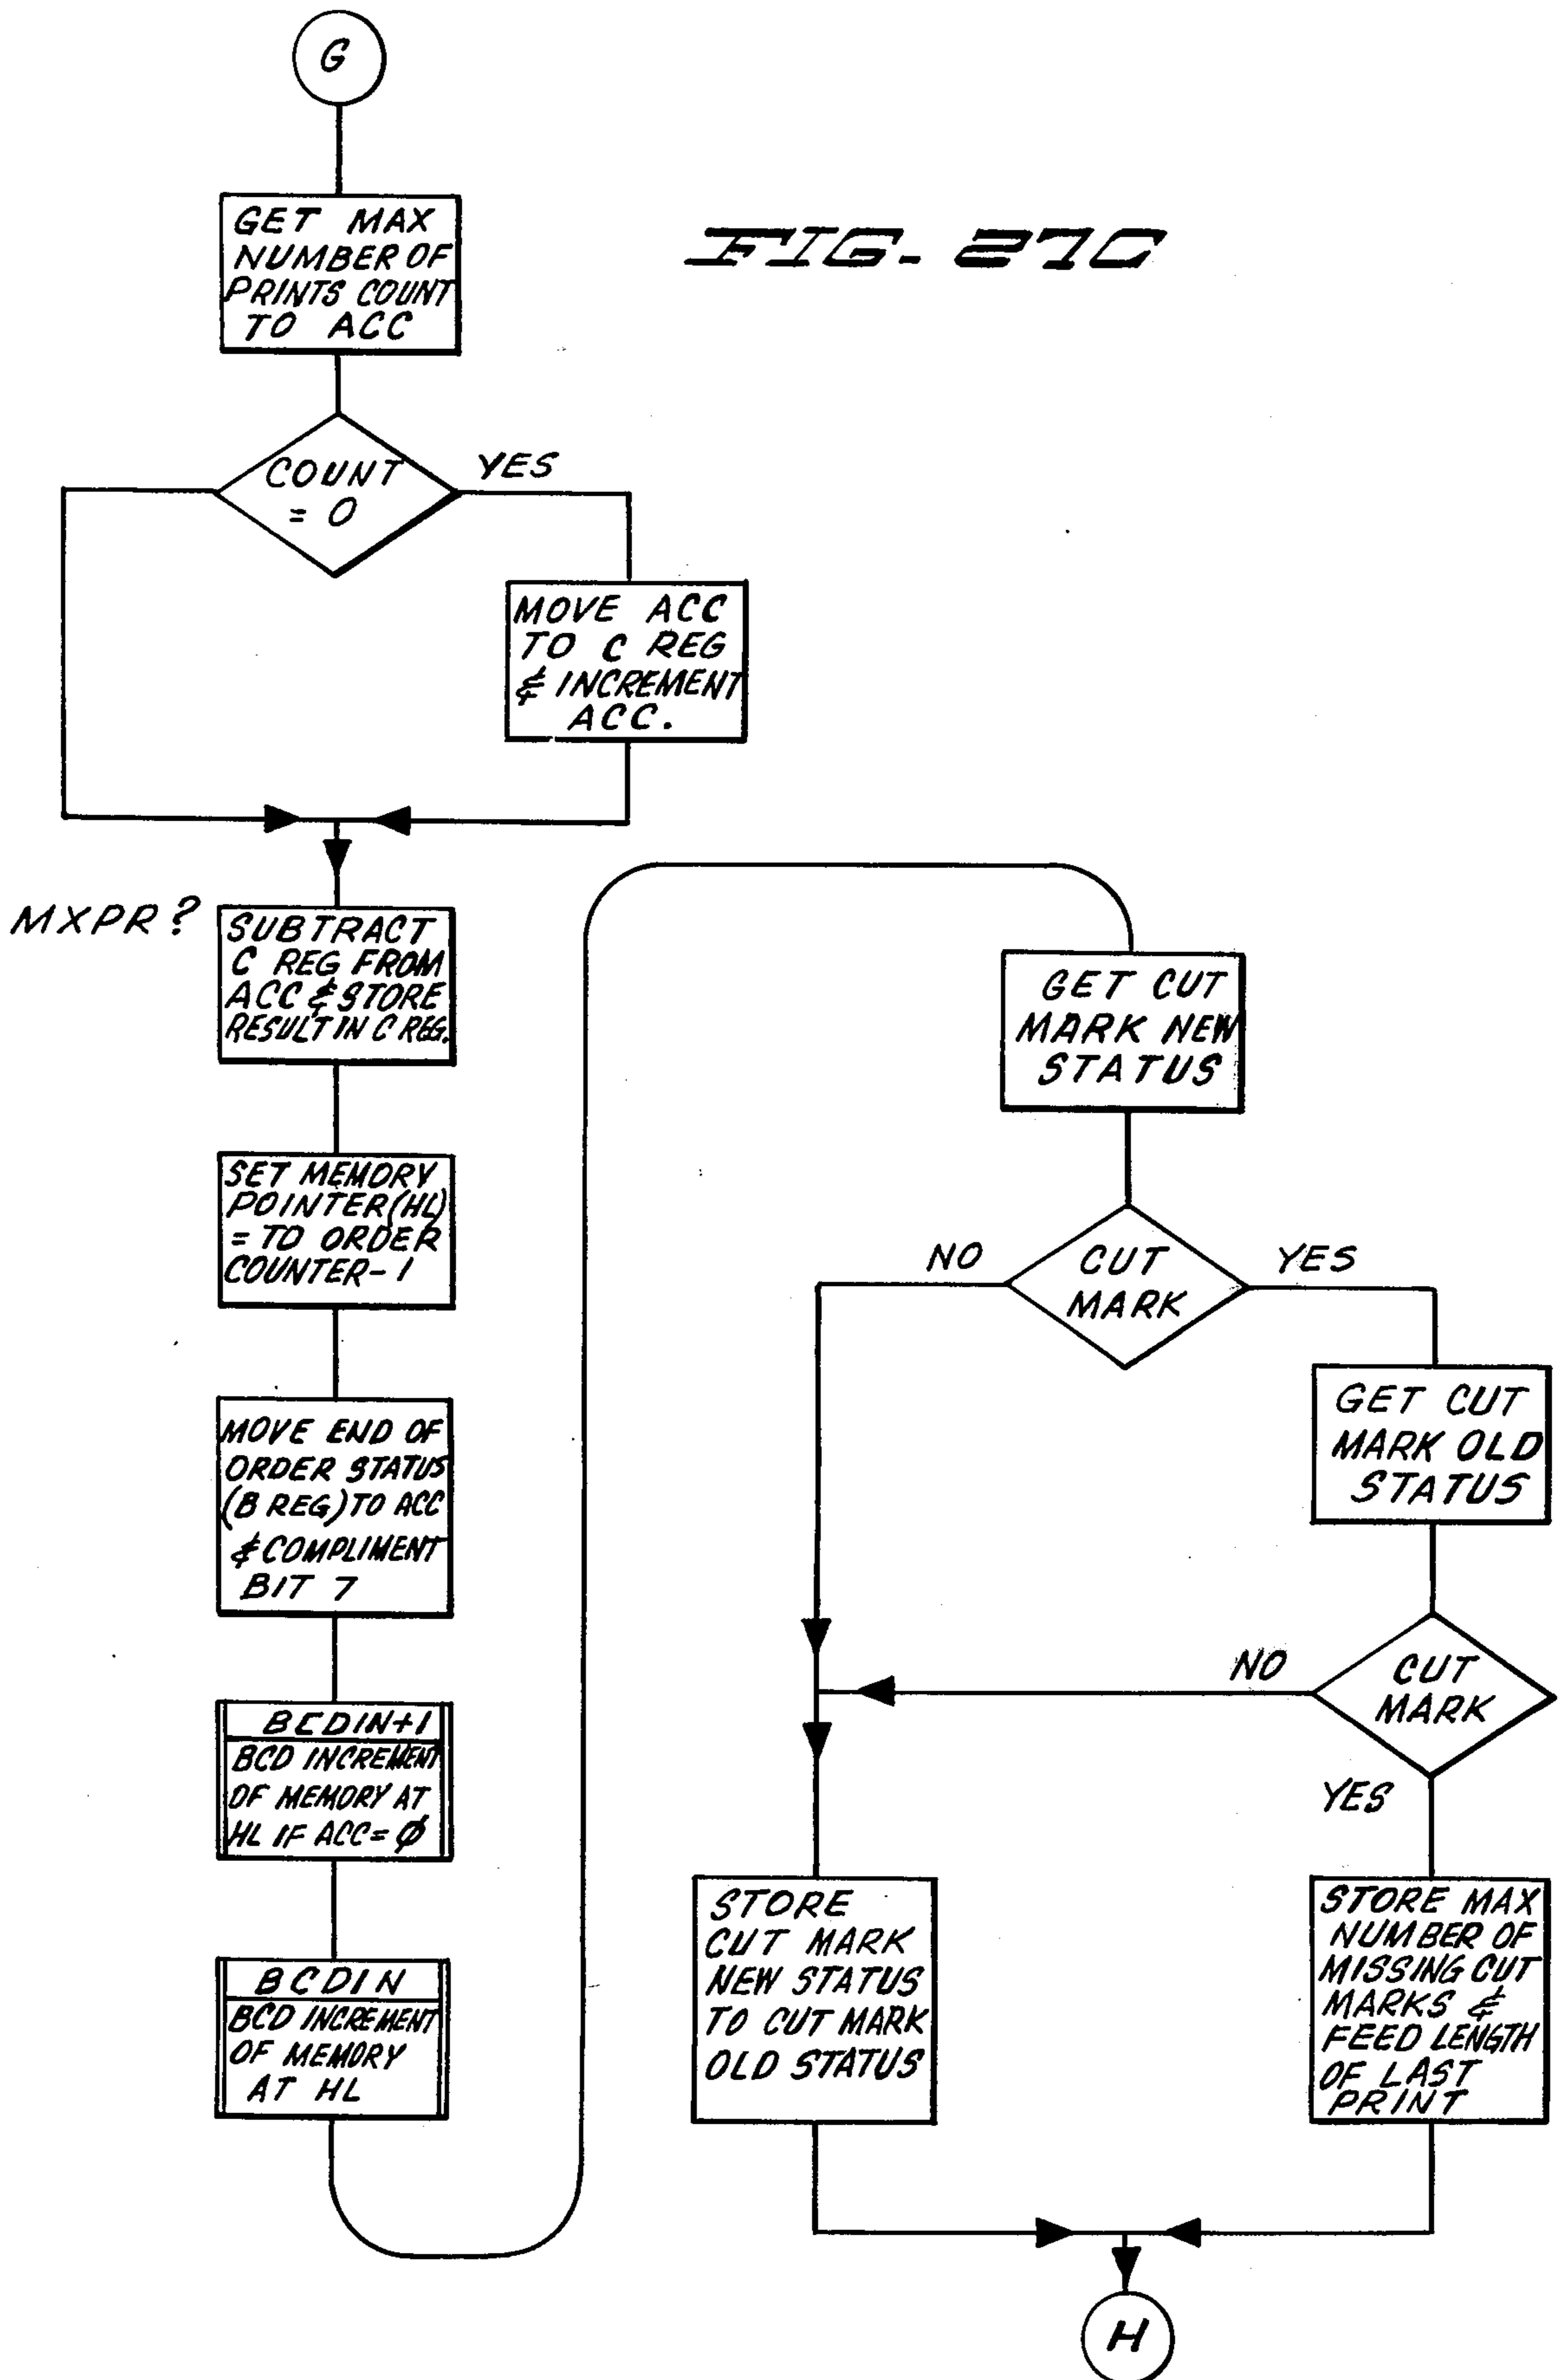 G
GET MAX
NUMBER OF
PRINTS COUNT
TO ACC
FIG. 27C
COUNT
= 0
YES
MOVE ACC
TO C REG
& INCREMENT
ACC.
MXPR?
SUBTRACT
C REG FROM
ACC & STORE
RESULT IN C REG.
SET MEMORY
POINTER (HL)
= TO ORDER
COUNTER-1
MOVE END OF
ORDER STATUS
(B REG) TO ACC
& COMPLIMENT
BIT 7
BCDIN+1
BCD INCREMENT
OF MEMORY AT
HL IF ACC=Ø
BCDIN
BCD INCREMENT
OF MEMORY
AT HL
GET CUT
MARK NEW
STATUS
CUT
MARK
NO
YES
GET CUT
MARK OLD
STATUS
CUT
MARK
NO
YES
STORE
CUT MARK
NEW STATUS
TO CUT MARK
OLD STATUS
STORE MAX
NUMBER OF
MISSING CUT
MARKS &
FEED LENGTH
OF LAST
PRINT
H